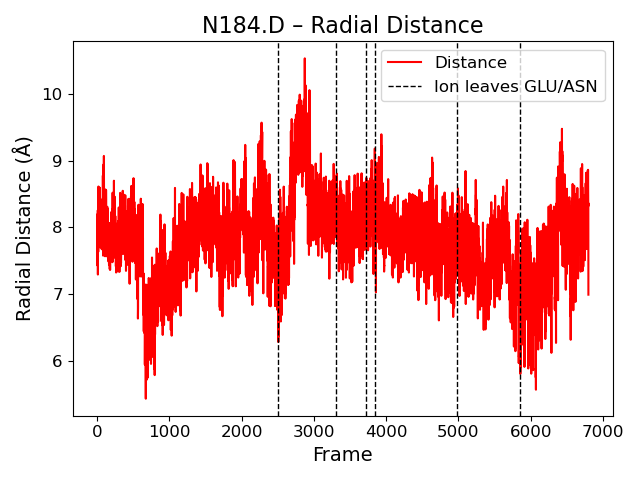 N184.D – Radial Distance
Distance
Ion leaves GLU/ASN
Radial Distance (Å)
10
9
8
7
6
0 1000 2000 3000 4000 5000 6000 7000
Frame